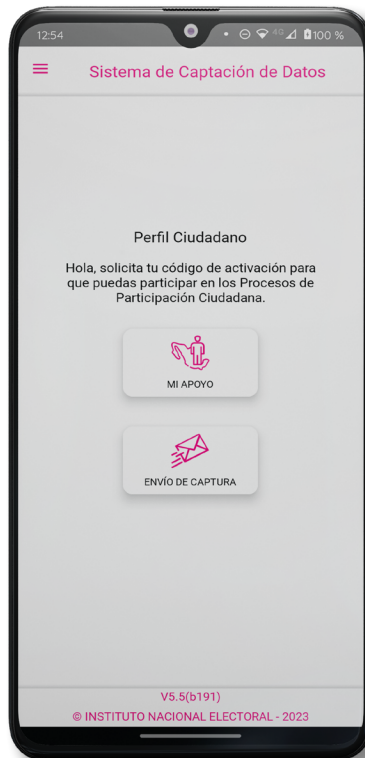 12:54
4G
100 %
Sistema de Captación de Datos
Perfil Ciudadano
Hola, solicita tu código de activación para
que puedas participar en los Procesos de
Participación Ciudadana.
MI APOYO
ENVÍO DE CAPTURA
V5.5(b191)
© INSTITUTO NACIONAL ELECTORAL - 2023